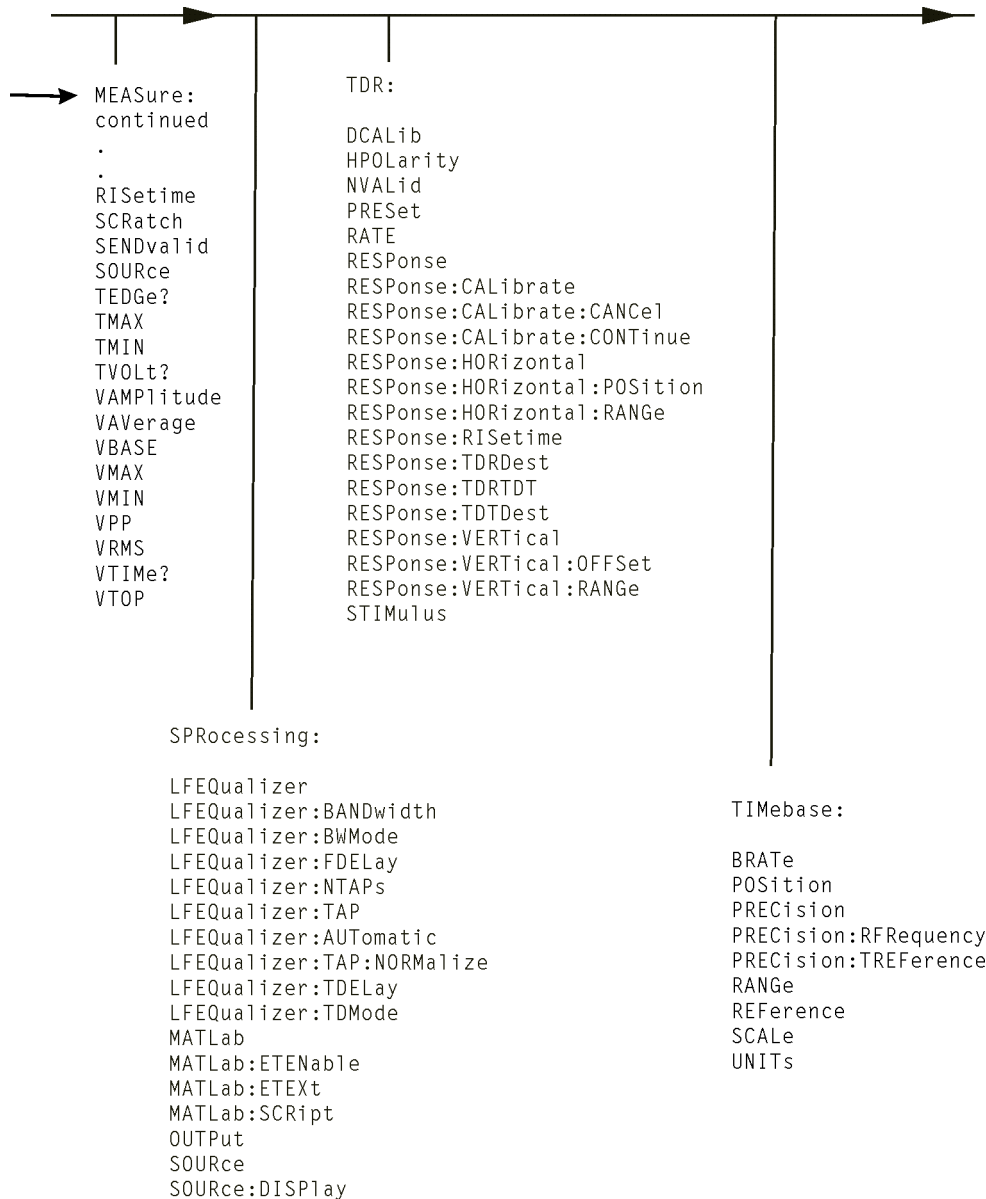 MEASure:
continued
.
.
RISetime
SCRatch
SENDvalid
SOURce
TEDGe?
TMAX
TMIN
TVOLt?
VAMPlitude
VAVerage
VBASE
VMAX
VMIN
VPP
VRMS
VTIMe?
VTOP
TDR:
DCALib
HPOLarity
NVALid
PRESet
RATE
RESPonse
RESPonse:CALibrate
RESPonse:CALibrate:CANCel
RESPonse:CALibrate:CONTinue
RESPonse:HORizontal
RESPonse:HORizontal:POSition
RESPonse:HORizontal:RANGe
RESPonse:RISetime
RESPonse:TDRDest
RESPonse:TDRTDT
RESPonse:TDTDest
RESPonse:VERTical
RESPonse:VERTical:OFFSet
RESPonse:VERTical:RANGe
STIMulus
SPRocessing:
LFEQualizer
LFEQualizer:BANDwidth
LFEQualizer:BWMode
LFEQualizer:FDELay
LFEQualizer:NTAPs
LFEQualizer:TAP
LFEQualizer:AUTomatic
LFEQualizer:TAP:NORMalize
LFEQualizer:TDELay
LFEQualizer:TDMode
MATLab
MATLab:ETENable
MATLab:ETEXt
MATLab:SCRipt
OUTPut
SOURce
SOURce:DISPlay
TIMebase:
BRATe
POSition
PRECision
PRECision:RFRequency
PRECision:TREFerence
RANGe
REFerence
SCALe
UNITs